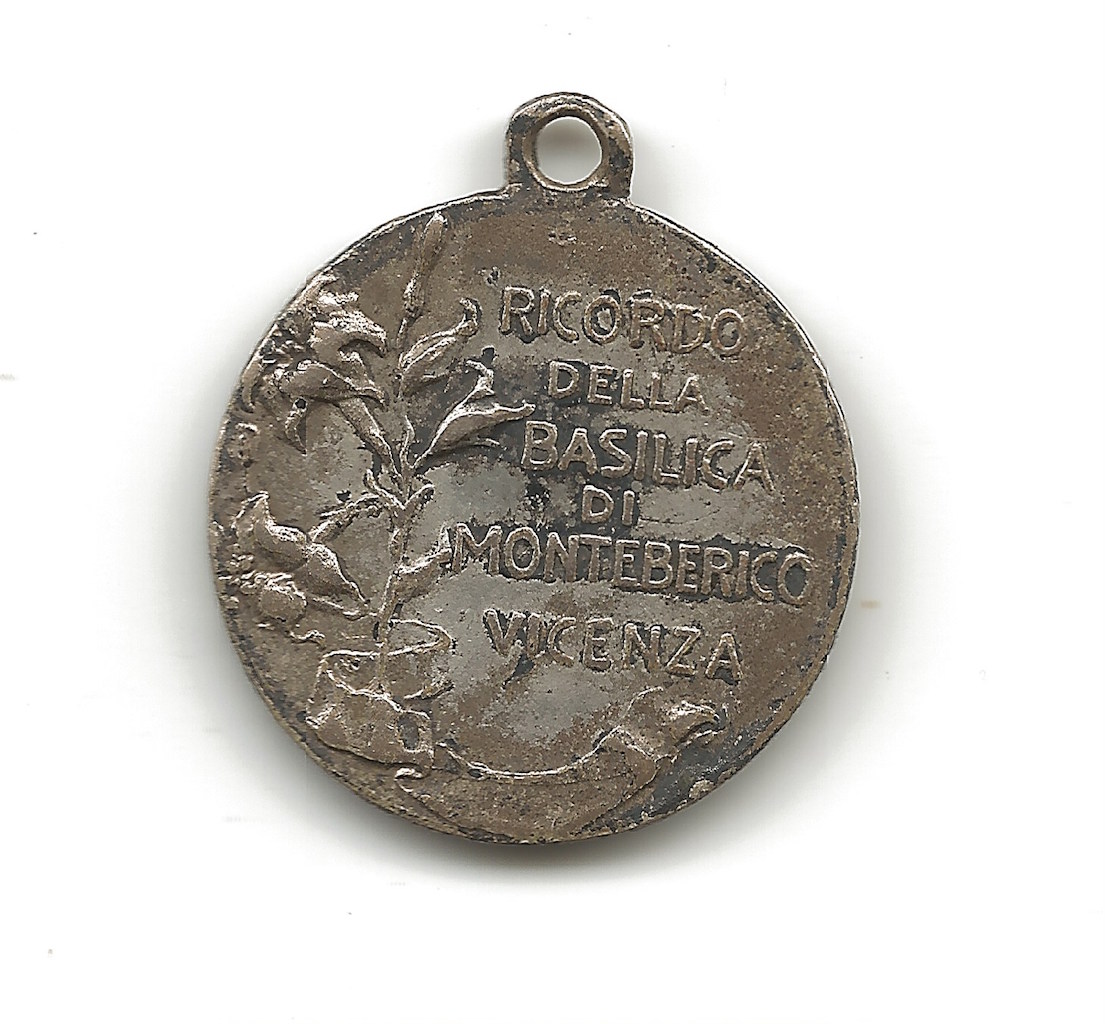 RICORDO
DELLA
BASILICA
DI
MONTEBERICO
VICENZA